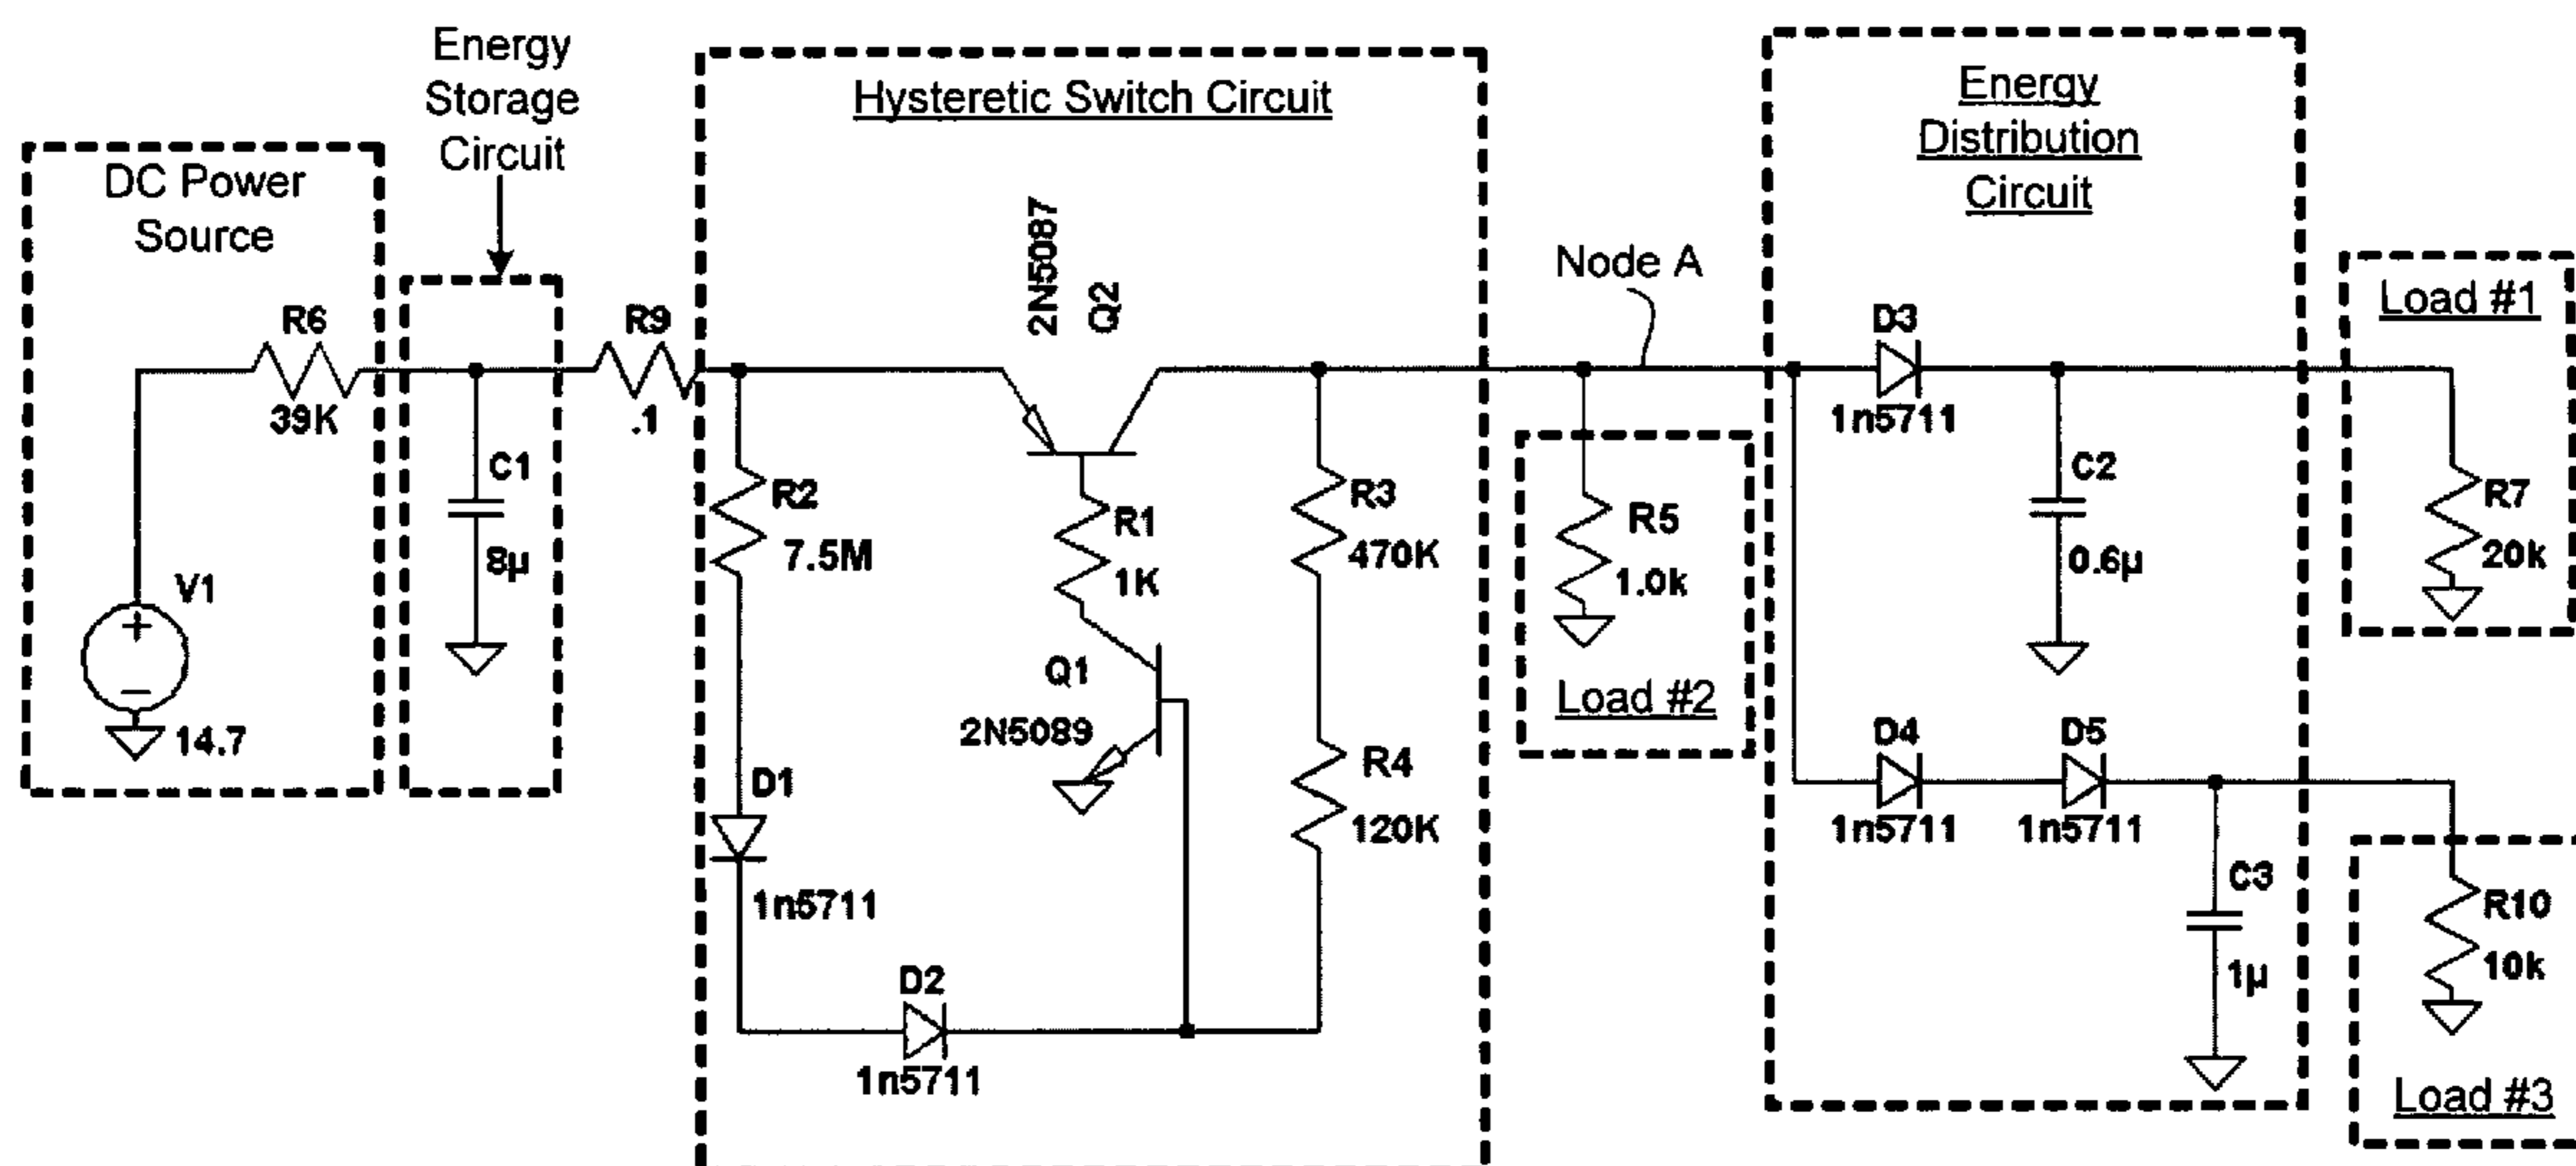 Energy
Storage
Circuit
DC Power
Source
R6
39K
V1
14.7
C1
8µ
R9
.1
Hysteretic Switch Circuit
2N5087
Q2
R2
7.5M
R1
1K
R3
470K
Q1
2N5089
R4
120K
D1
1n5711
D2
1n5711
Node A
R5
1.0k
Load #2
Energy
Distribution
Circuit
D3
1n5711
C2
0.6µ
D4
1n5711
D5
1n5711
C3
1µ
Load #1
R7
20k
R10
10k
Load #3